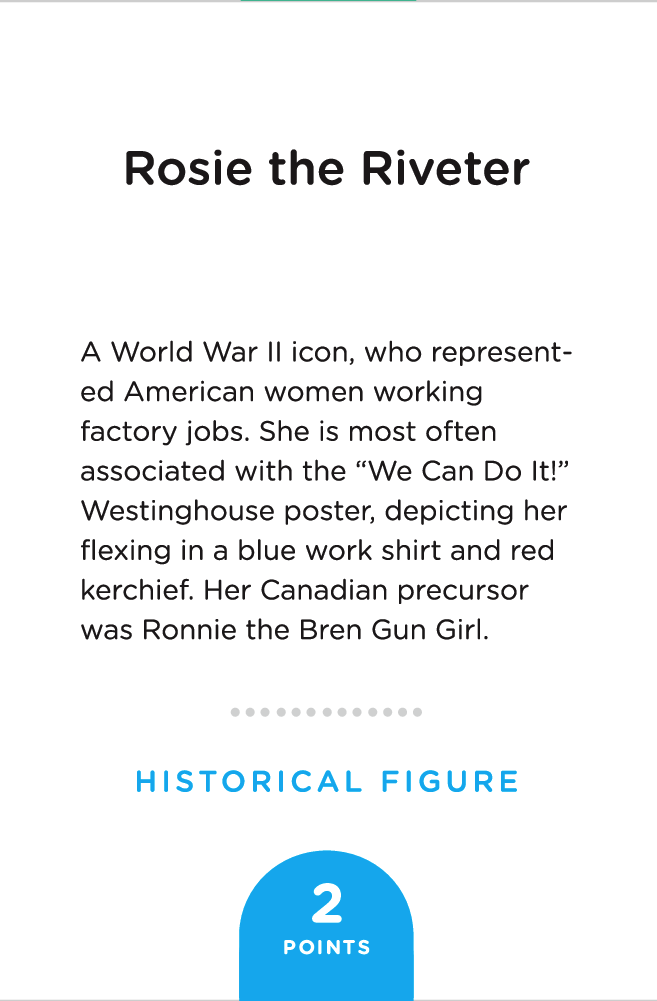 Rosie the Riveter
A World War II icon, who represent-
ed American women working
factory jobs. She is most often
associated with the “We Can Do It!”
Westinghouse poster, depicting her
flexing in a blue work shirt and red
kerchief. Her Canadian precursor
was Ronnie the Bren Gun Girl.
HISTORICAL FIGURE
2
POINTS